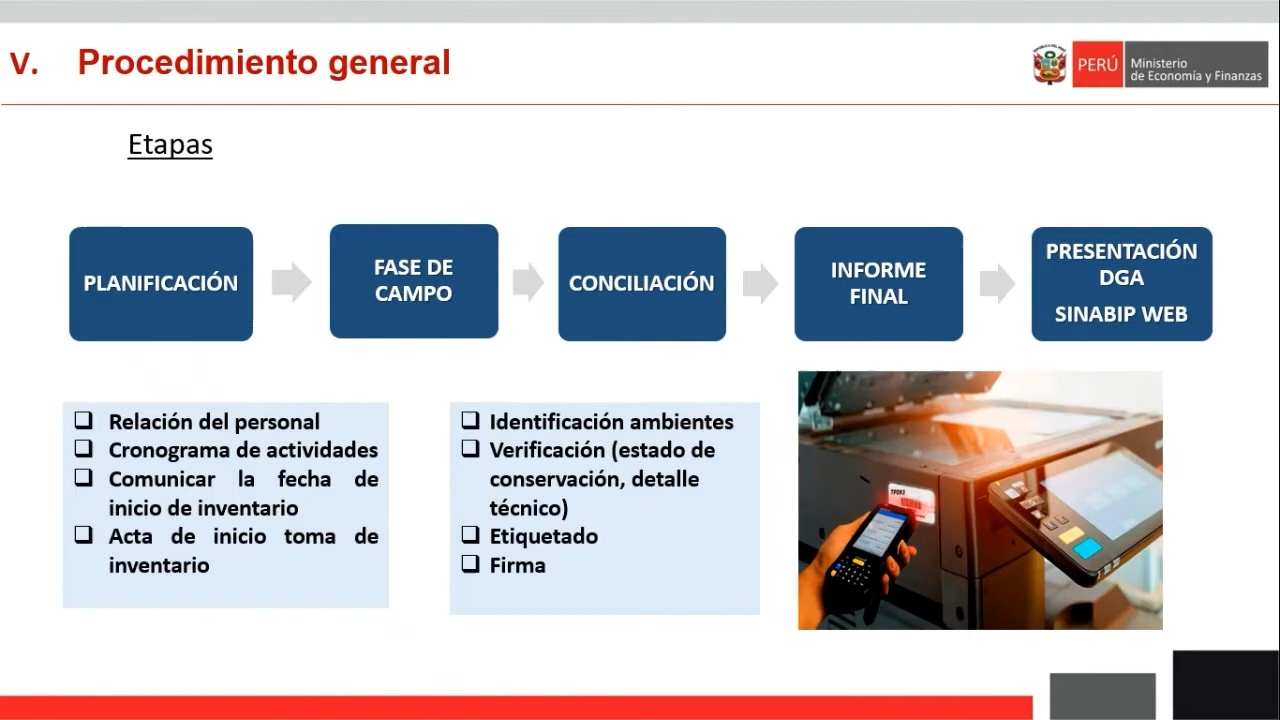 V. Procedimiento general
PERÚ
Ministerio
de Economía y Finanzas
Etapas
PLANIFICACIÓN
FASE DE
CAMPO
CONCILIACIÓN
INFORME
FINAL
PRESENTACIÓN
DGA
SINABIP WEB
❑ Relación del personal
❑ Cronograma de actividades
❑ Comunicar la fecha de
inicio de inventario
❑ Acta de inicio toma de
inventario
❑ Identificación ambientes
❑ Verificación (estado de
conservación, detalle
técnico)
❑ Etiquetado
❑ Firma